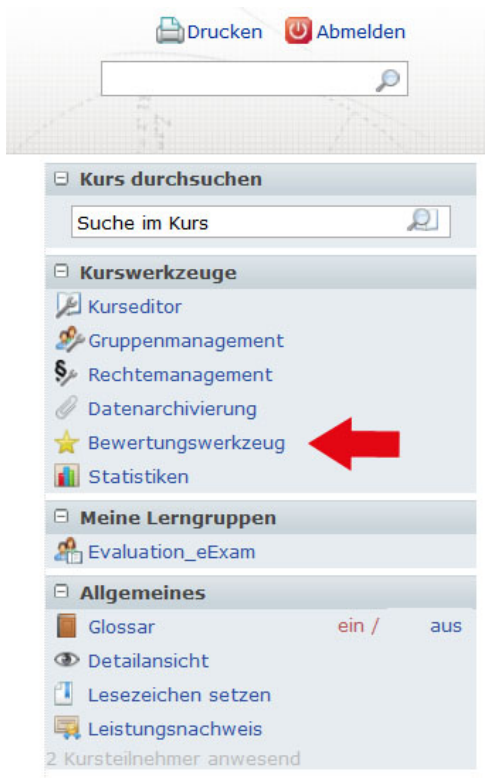 Drucken Abmelden
Kurs durchsuchen
Suche im Kurs
Kurswerkzeuge
Kurseditor
Gruppenmanagement
Rechtemanagement
Datenarchivierung
Bewertungswerkzeug
Statistiken
Meine Lerngruppen
Evaluation_eExam
Allgemeines
Glossar ein / aus
Detailansicht
Lesezeichen setzen
Leistungsnachweis
2 Kursteilnehmer anwesend